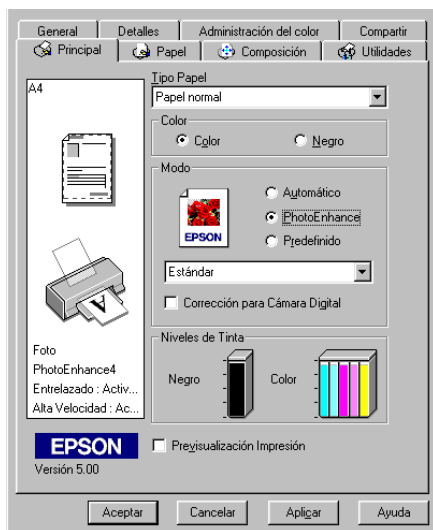 General Detalles Administración del color Compartir
Principal Papel Composición Utilidades
A4
Tipo Papel
Papel normal
Color
Color Negro
Modo
EPSON
Automático
PhotoEnhance
Predefinido
Estándar
Corrección para Cámara Digital
Niveles de Tinta
Negro Color
Foto
PhotoEnhance4
Entrelazado : Activ...
Alta Velocidad : Ac...
EPSON
Versión 5.00
Previsualización Impresión
Aceptar Cancelar Aplicar Ayuda